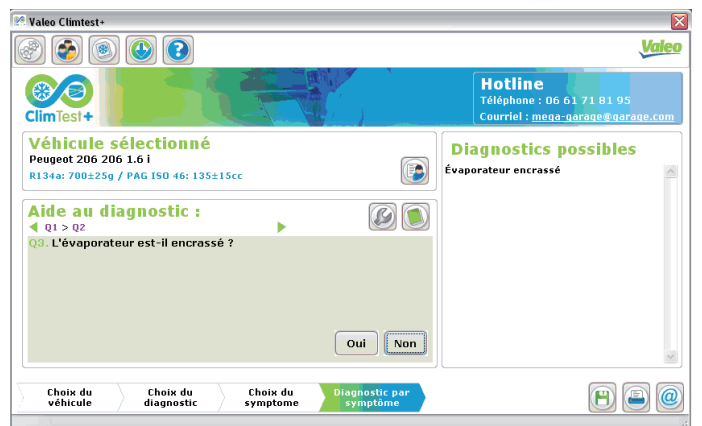 Valeo Climtest+
Valeo
ClimTest+
Hotline
Téléphone : 06 61 71 81 95
Courriel : mega-garage@garage.com
Véhicule sélectionné
Peugeot 206 206 1.6 i
R134a: 700±25g / PAG ISO 46: 135±15cc
Aide au diagnostic :
Q1 > Q2
Q3. L'évaporateur est-il encrassé ?
Oui
Non
Diagnostics possibles
Évaporateur encrassé
Choix du
véhicule
Choix du
diagnostic
Choix du
symptome
Diagnostic par
symptôme